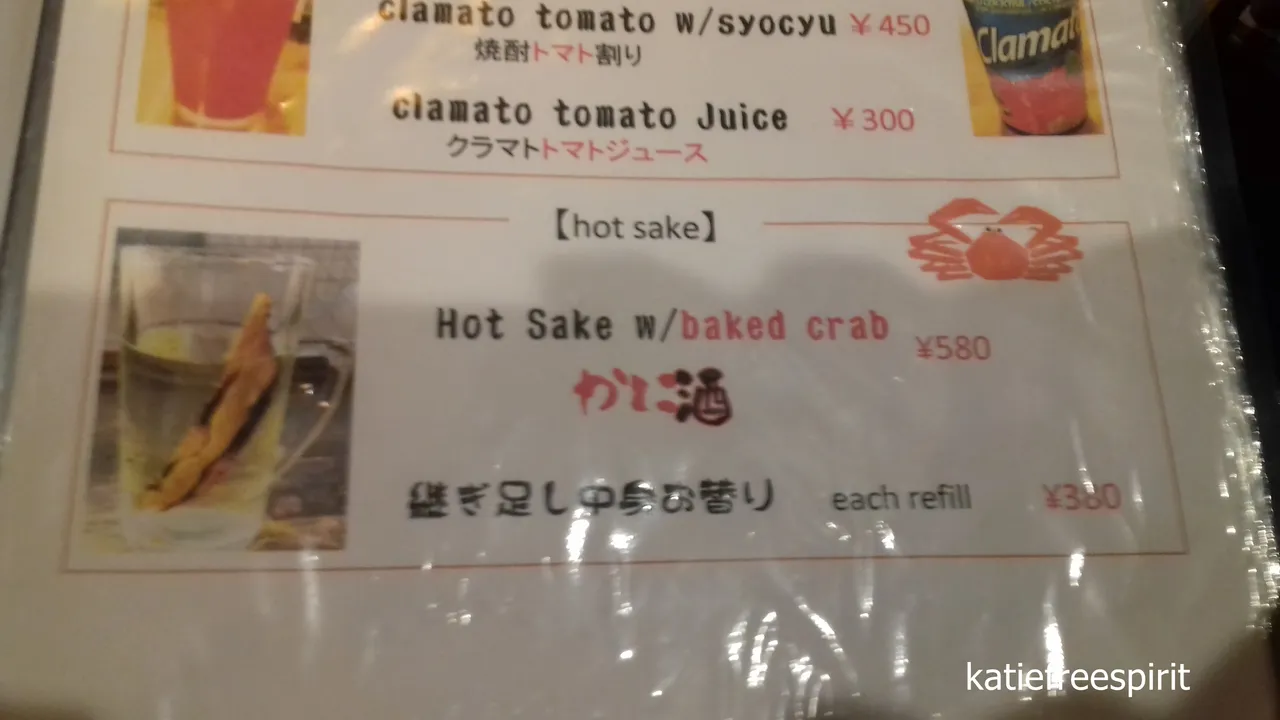 clamato tomato w/syocyu ¥450
焼酎トマト割り
Clamat
clamato tomato Juice ¥300
クラマトトマトジュース
【hot sake】
Hot Sake w/baked crab ¥580
かに酒
継ぎ足し中身お替り each refill ¥380
katiefreespirit